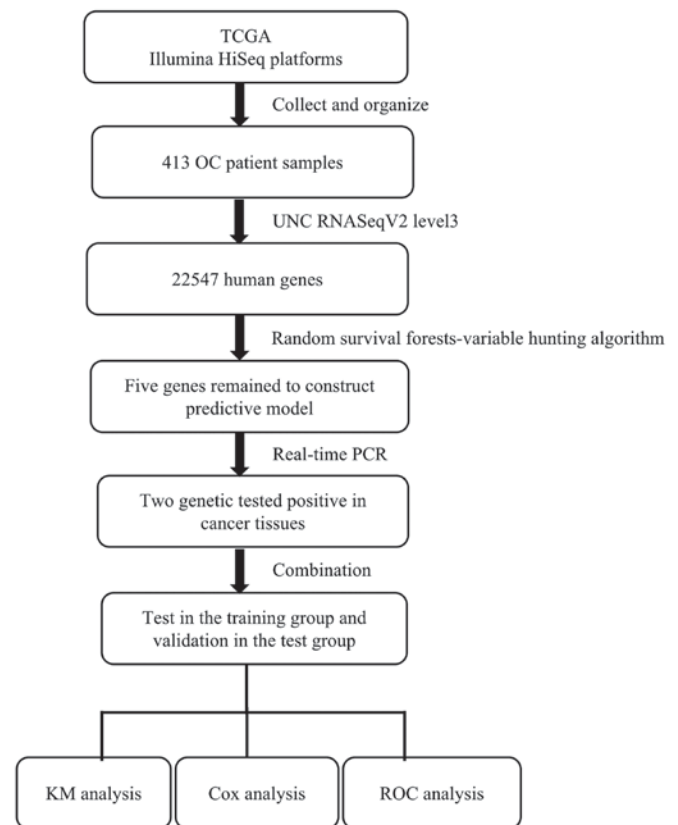 TCGA
Illumina HiSeq platforms
Collect and organize
413 OC patient samples
UNC RNASeqV2 level3
22547 human genes
Random survival forests-variable hunting algorithm
Five genes remained to construct
predictive model
Real-time PCR
Two genetic tested positive in
cancer tissues
Combination
Test in the training group and
validation in the test group
KM analysis
Cox analysis
ROC analysis